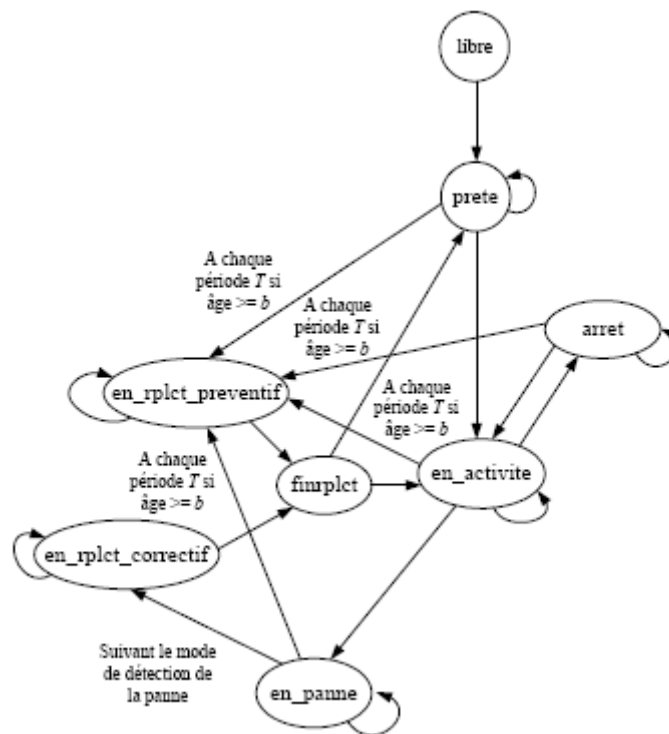 libre
prete
A chaque
période T si
âge >= b
A chaque
période T si
âge >= b
arret
en_rplct_preventif
A chaque
période T si
âge >= b
A chaque
période T si
âge >= b
finrplct
en_activite
en_rplct_correctif
Suivant le mode
de détection de
la panne
en_panne